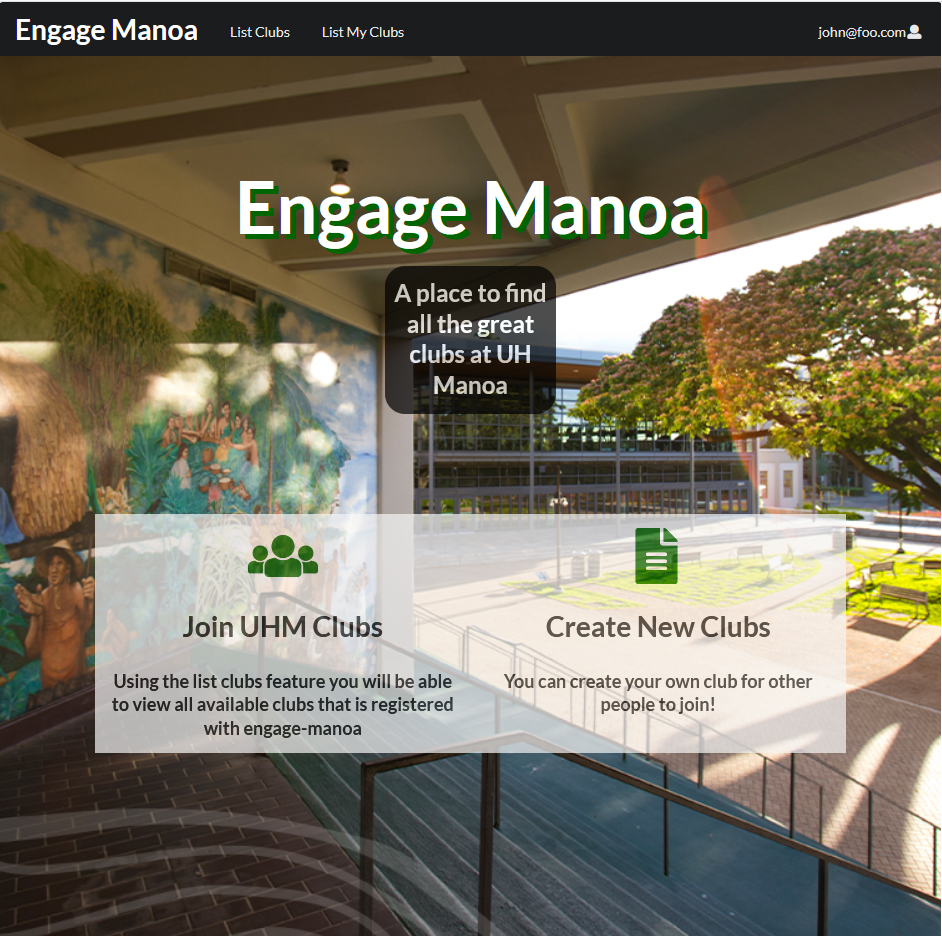 Engage Manoa
List Clubs
List My Clubs
john@foo.com
Engage Manoa
A place to find
all the great
clubs at UH
Manoa
Join UHM Clubs
Using the list clubs feature you will be able
to view all available clubs that is registered
with engage-manoa
Create New Clubs
You can create your own club for other
people to join!